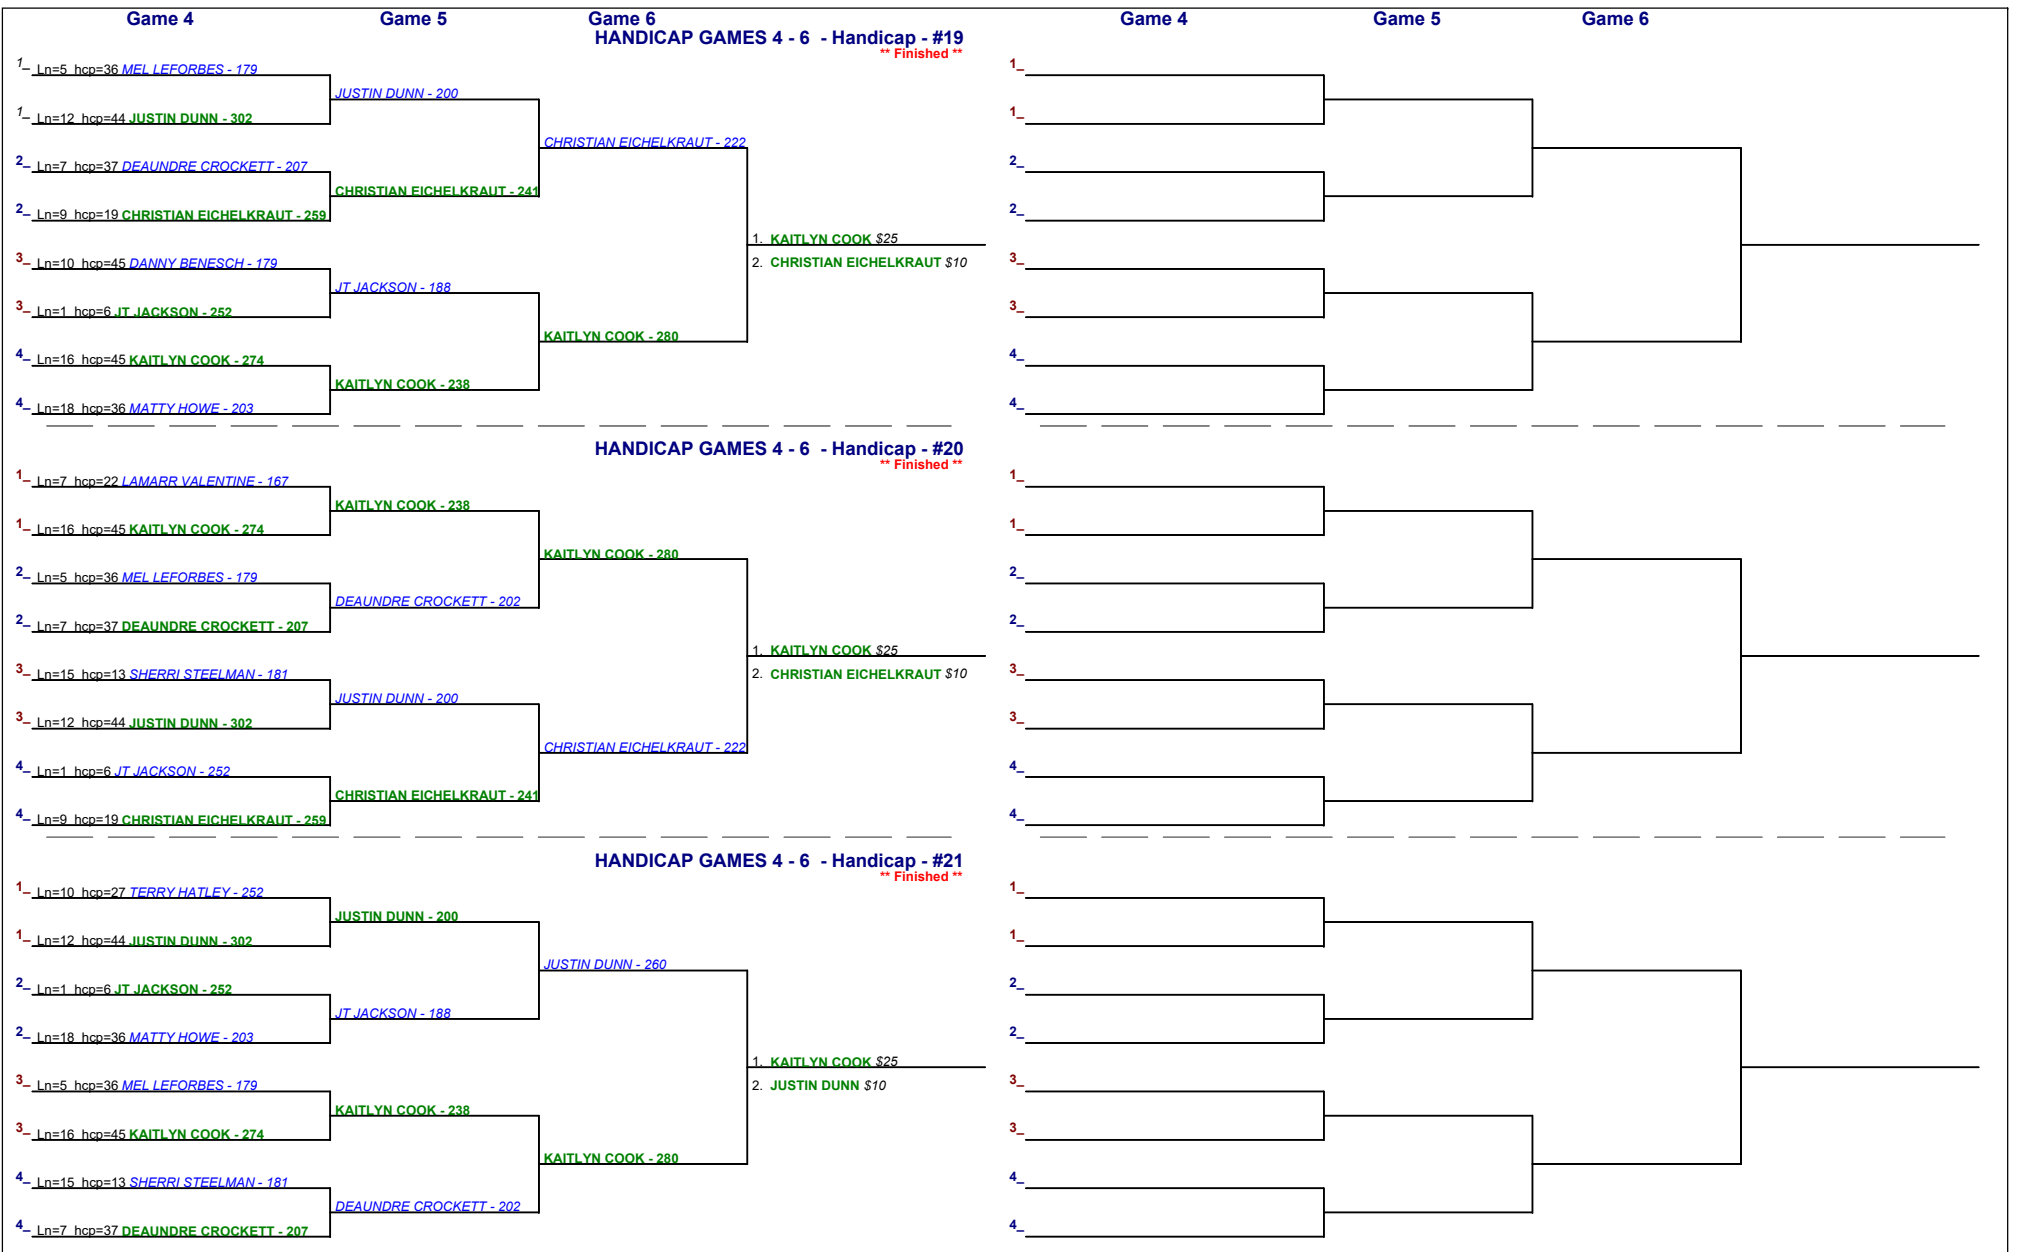 Game 4 Game 5 Game 6 Game 4 Game 5 Game 6
HANDICAP GAMES 4 - 6 - Handicap - #19
** Finished **
1_ Ln=5 hcp=36 MEL LEFORBES - 179 1_
JUSTIN DUNN - 200
1_ Ln=12 hcp=44 JUSTIN DUNN - 302 1_
CHRISTIAN EICHELKRAUT - 222
2_ Ln=7 hcp=37 DEAUNDRE CROCKETT - 207 2_
CHRISTIAN EICHELKRAUT - 241
2_ Ln=9 hcp=19 CHRISTIAN EICHELKRAUT - 259 2_
1. KAITLYN COOK $25
3_ Ln=10 hcp=45 DANNY BENESCH - 179 3_
2. CHRISTIAN EICHELKRAUT $10
JT JACKSON - 188
3_ Ln=1 hcp=6 JT JACKSON - 252 3_
KAITLYN COOK - 280
4_ Ln=16 hcp=45 KAITLYN COOK - 274 4_
KAITLYN COOK - 238
4_ Ln=18 hcp=36 MATTY HOWE - 203 4_
HANDICAP GAMES 4 - 6 - Handicap - #20
** Finished **
1_ Ln=7 hcp=22 LAMARR VALENTINE - 167 1_
KAITLYN COOK - 238
1_ Ln=16 hcp=45 KAITLYN COOK - 274 1_
KAITLYN COOK - 280
2_ Ln=5 hcp=36 MEL LEFORBES - 179 2_
DEAUNDRE CROCKETT - 202
2_ Ln=7 hcp=37 DEAUNDRE CROCKETT - 207 2_
1. KAITLYN COOK $25
3_ Ln=15 hcp=13 SHERRI STEELMAN - 181 3_
2. CHRISTIAN EICHELKRAUT $10
JUSTIN DUNN - 200
3_ Ln=12 hcp=44 JUSTIN DUNN - 302 3_
CHRISTIAN EICHELKRAUT - 222
4_ Ln=1 hcp=6 JT JACKSON - 252 4_
CHRISTIAN EICHELKRAUT - 241
4_ Ln=9 hcp=19 CHRISTIAN EICHELKRAUT - 259 4_
HANDICAP GAMES 4 - 6 - Handicap - #21
** Finished **
1_ Ln=10 hcp=27 TERRY HATLEY - 252 1_
JUSTIN DUNN - 200
1_ Ln=12 hcp=44 JUSTIN DUNN - 302 1_
JUSTIN DUNN - 260
2_ Ln=1 hcp=6 JT JACKSON - 252 2_
JT JACKSON - 188
2_ Ln=18 hcp=36 MATTY HOWE - 203 2_
1. KAITLYN COOK $25
3_ Ln=5 hcp=36 MEL LEFORBES - 179 3_
2. JUSTIN DUNN $10
KAITLYN COOK - 238
3_ Ln=16 hcp=45 KAITLYN COOK - 274 3_
KAITLYN COOK - 280
4_ Ln=15 hcp=13 SHERRI STEELMAN - 181 4_
DEAUNDRE CROCKETT - 202
4_ Ln=7 hcp=37 DEAUNDRE CROCKETT - 207 4_